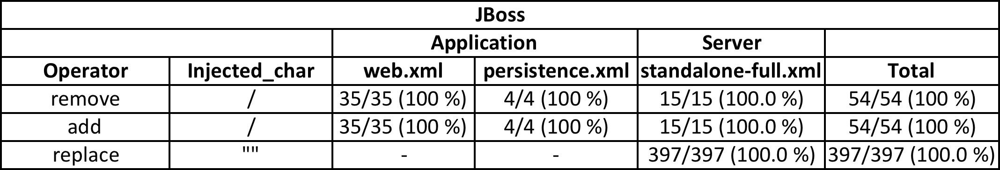 JBoss
Application Server
Operator Injected_char web.xml persistence.xml standalone-full.xml Total
remove / 35/35 (100 %) 4/4 (100 %) 15/15 (100.0 %) 54/54 (100 %)
add / 35/35 (100 %) 4/4 (100 %) 15/15 (100.0 %) 54/54 (100 %)
replace "" - - 397/397 (100.0 %) 397/397 (100.0 %)